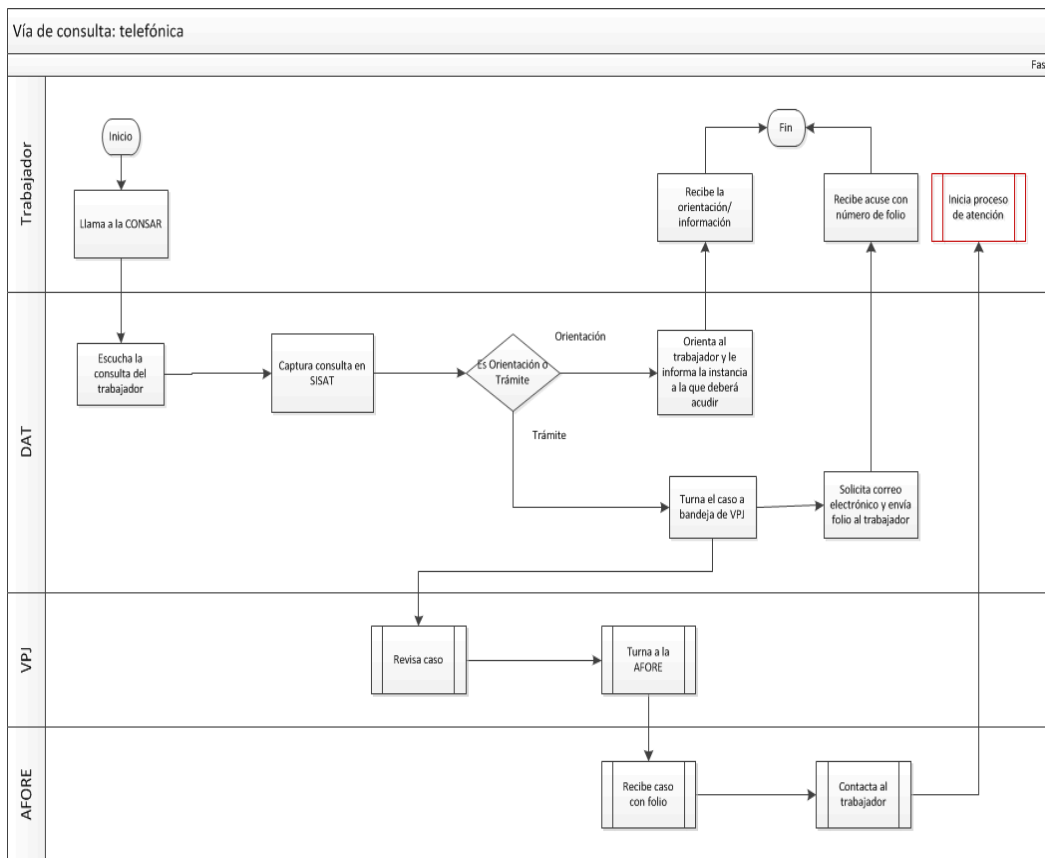 Vía de consulta: telefónica
Fas
Trabajador
Inicio
Llama a la CONSAR
Fin
Recibe la
orientación/
información
Recibe acuse con
número de folio
Inicia proceso
de atención
DAT
Escucha la
consulta del
trabajador
Captura consulta en
SISAT
Es Orientación o
Trámite
Orientación
Trámite
Orienta al
trabajador y le
informa la instancia
a la que deberá
acudir
Turna el caso a
bandeja de VPJ
Solicita correo
electrónico y envía
folio al trabajador
VPJ
Revisa caso
Turna a la
AFORE
AFORE
Recibe caso
con folio
Contacta al
trabajador